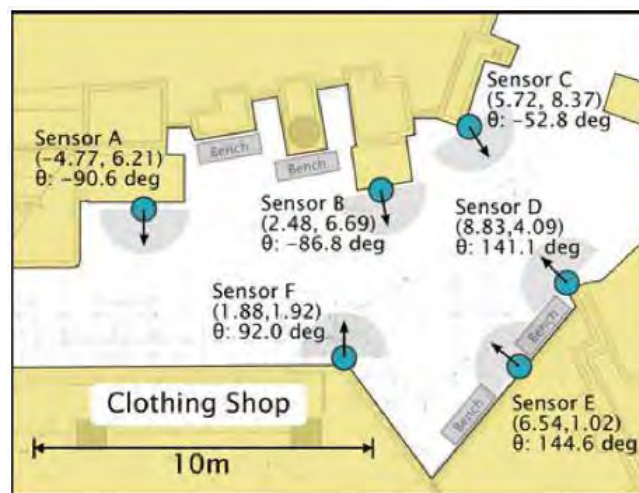 Sensor C
(5.72, 8.37)
θ: -52.8 deg
Sensor A
(-4.77, 6.21)
θ: -90.6 deg
Bench
Bench
Sensor B
(2.48, 6.69)
θ: -86.8 deg
Sensor D
(8.83,4.09)
θ: 141.1 deg
Sensor F
(1.88,1.92)
θ: 92.0 deg
Bench
Bench
Clothing Shop
Sensor E
(6.54,1.02)
θ: 144.6 deg
10m